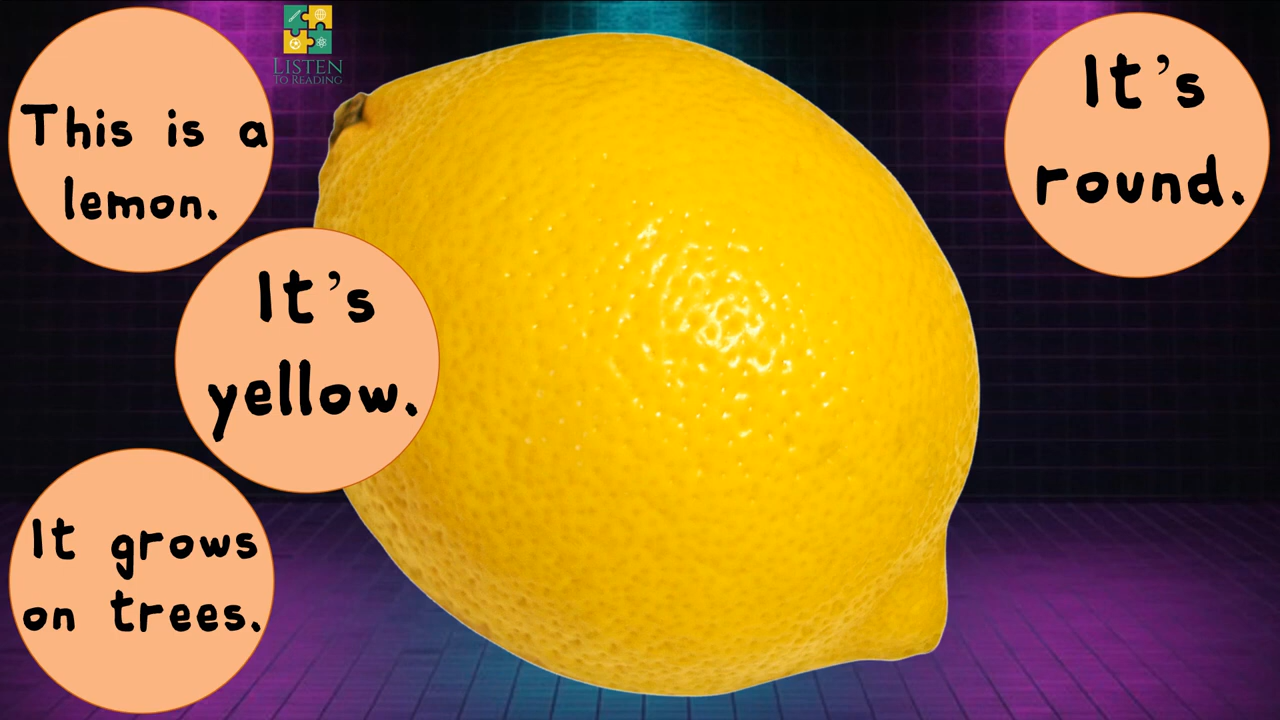 This is a
lemon.
LISTEN
TO READING
It's
yellow.
It grows
on trees.
It's
round.